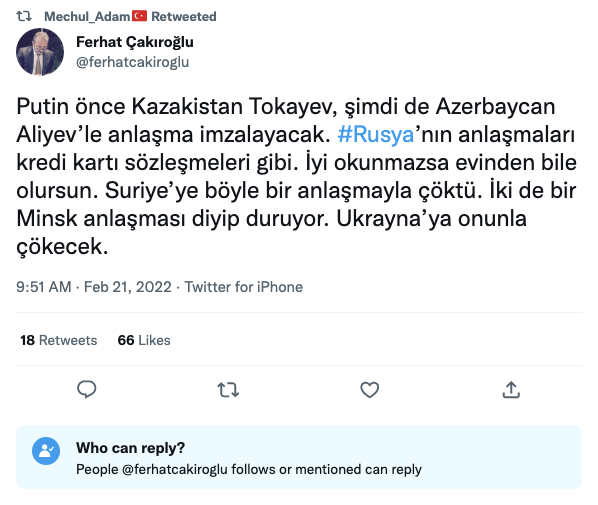 Mechul_Adam🇹🇷 Retweeted
Ferhat Çakıroğlu
@ferhatcakiroglu
Putin önce Kazakistan Tokayev, şimdi de Azerbaycan
Aliyev’le anlaşma imzalayacak. #Rusya’nın anlaşmaları
kredi kartı sözleşmeleri gibi. İyi okunmazsa evinden bile
olursun. Suriye’ye böyle bir anlaşmayla çöktü. İki de bir
Minsk anlaşması diyip duruyor. Ukrayna’ya onunla
çökecek.
9:51 AM · Feb 21, 2022 · Twitter for iPhone
18 Retweets 66 Likes
Who can reply?
People @ferhatcakiroglu follows or mentioned can reply